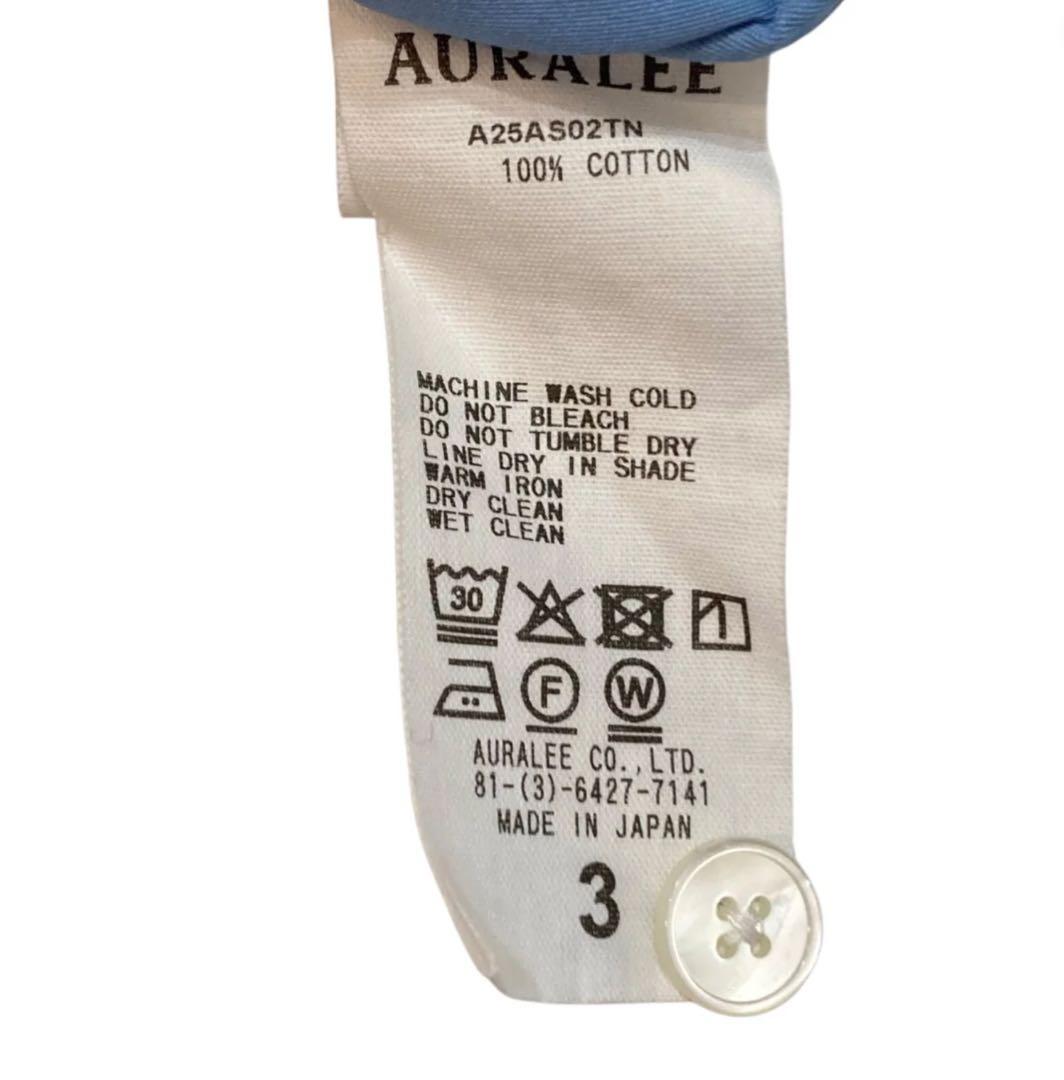 AURALEE
A25AS02TN
100% COTTON
MACHINE WASH COLD
DO NOT BLEACH
DO NOT TUMBLE DRY
LINE DRY IN SHADE
WARM IRON
DRY CLEAN
WET CLEAN
30
F W
AURALEE CO.,LTD.
81-(3)-6427-7141
MADE IN JAPAN
3